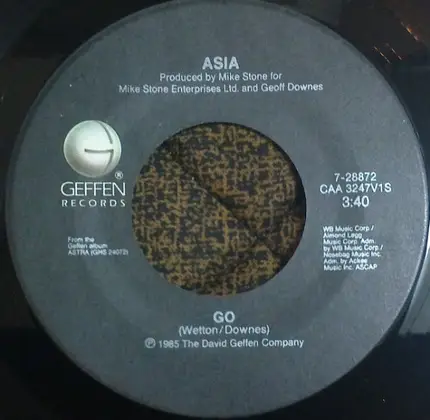 ASIA
Produced by Mike Stone for
Mike Stone Enterprises Ltd. and Geoff Downes
GEFFEN
RECORDS
®
7-28872
CAA 3247V1S
3:40
From the
Geffen album
ASTRA (GHS 24072)
WB Music Corp./
Almond Legg
Music Corp. Adm.
by WB Music Corp./
Nosebag Music Inc.
Adm. by Ackee
Music Inc. ASCAP
GO
(Wetton/Downes)
℗ 1985 The David Geffen Company